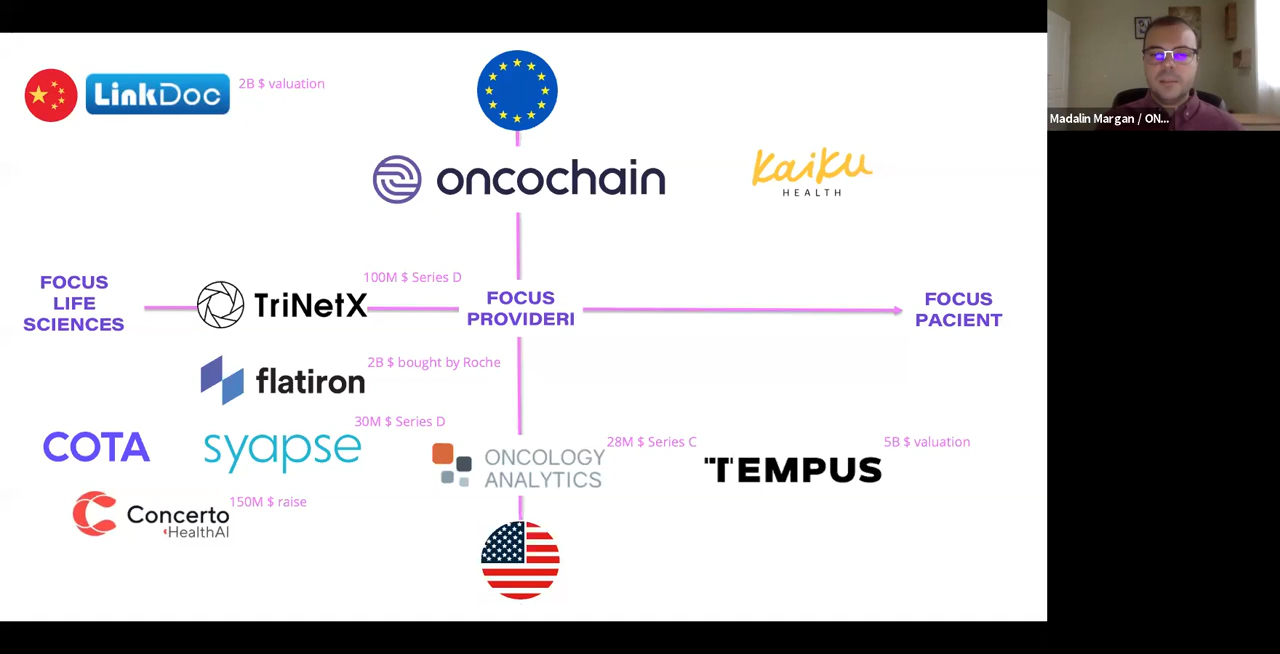 LinkDoc
2B $ valuation
oncochain
Kaiku
HEALTH
FOCUS
LIFE
SCIENCES
TriNetX
100M $ Series D
FOCUS
PROVIDERI
FOCUS
PACIENT
flatiron
2B $ bought by Roche
COTA
syapse
30M $ Series D
ONCOLOGY
ANALYTICS
28M $ Series C
TEMPUS
5B $ valuation
Concerto
HealthAI
150M $ raise
Madalin Margan / ON...